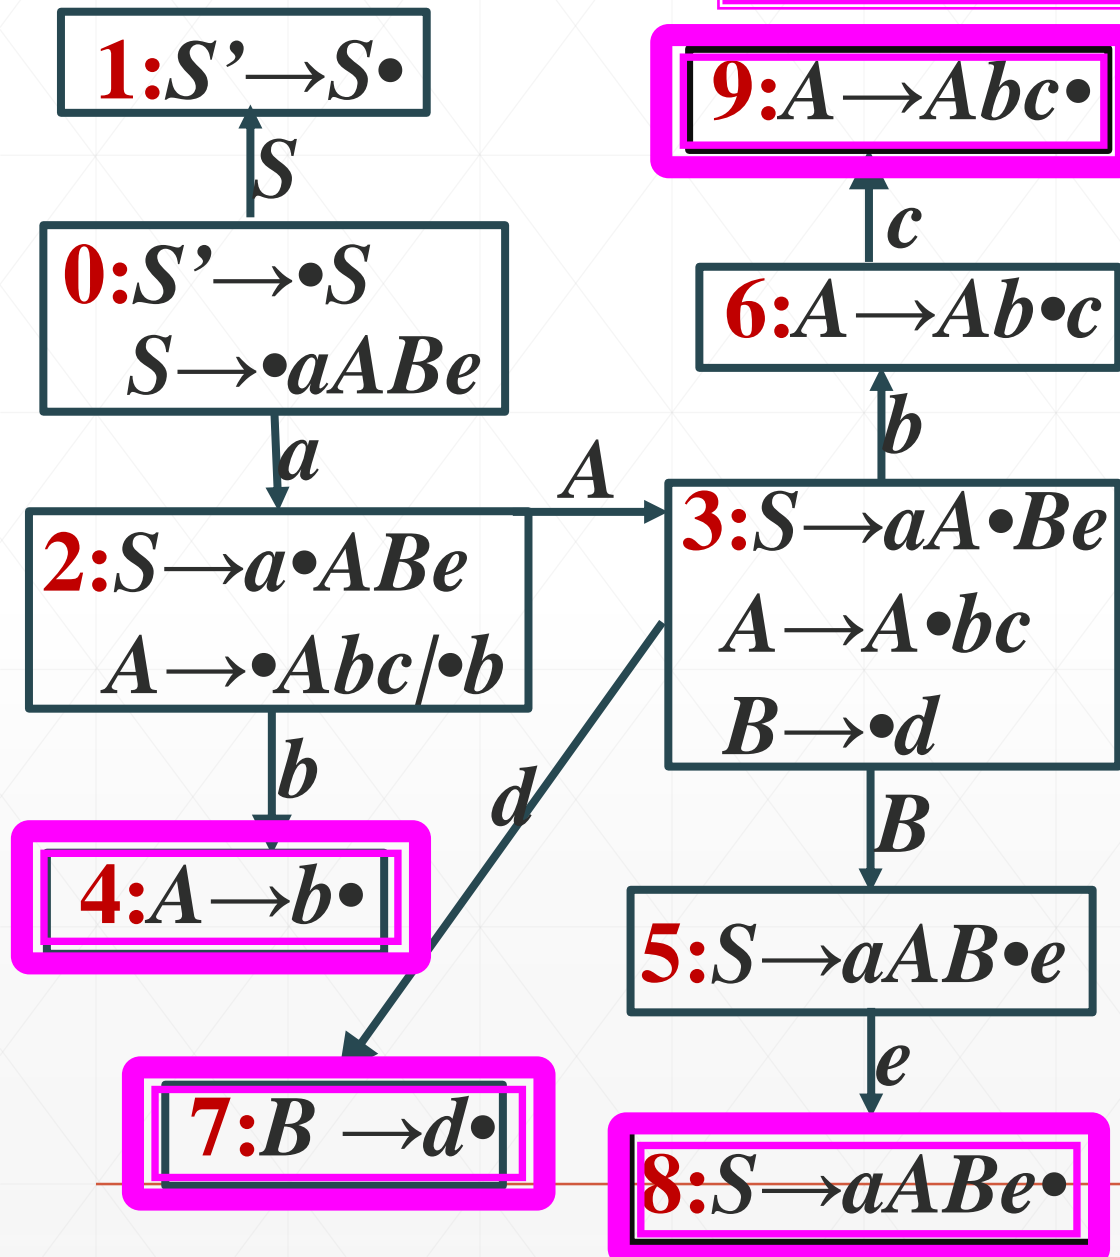 1:S’→S•
S
0:S’→•S
S→•aABe
a
2:S→a•ABe
A→•Abc/•b
b
4:A→b•
A
d
7:B →d•
9:A→Abc•
c
6:A→Ab•c
b
3:S→aA•Be
A→A•bc
B→•d
B
5:S→aAB•e
e
8:S→aABe•